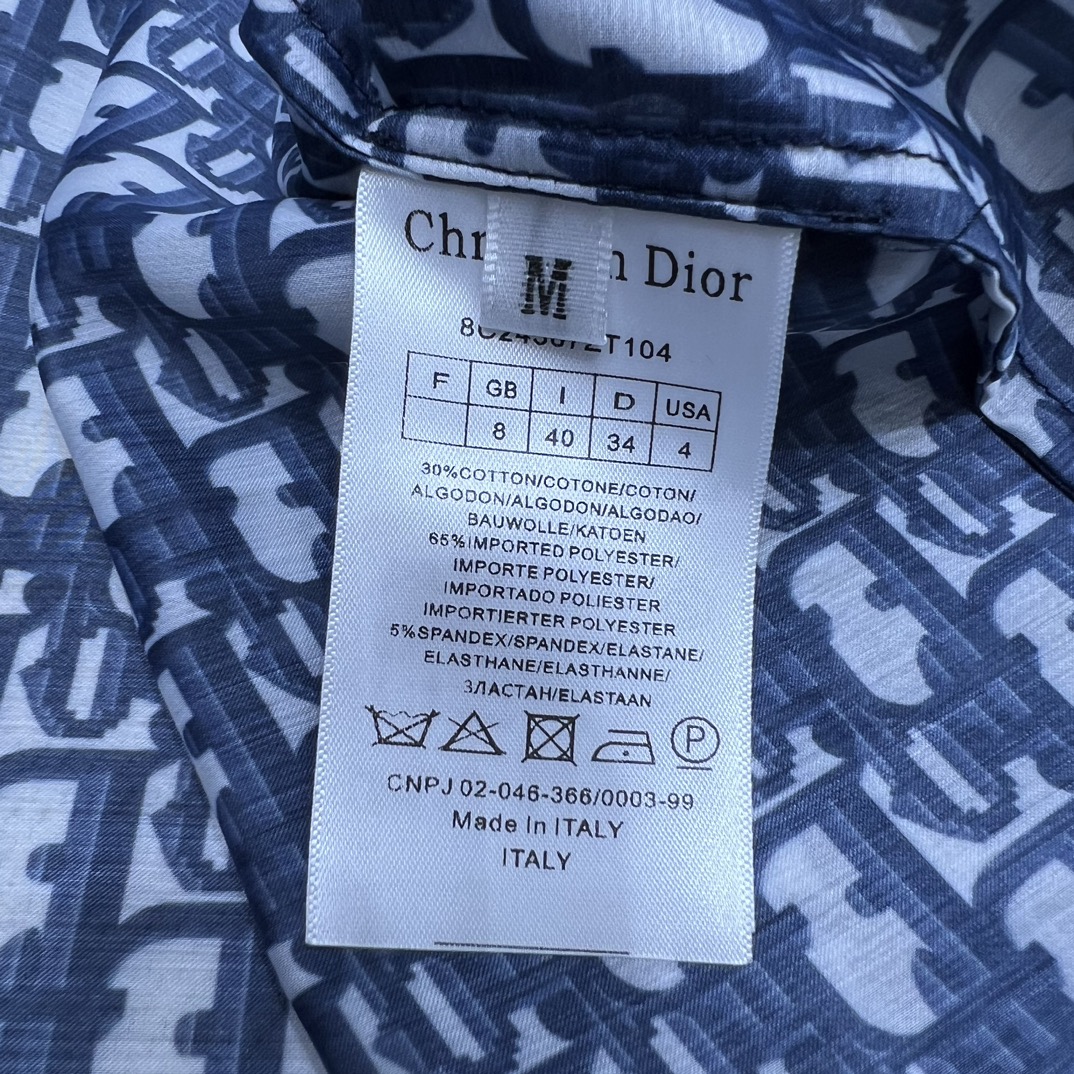 M
Dior
F GB I D USA
8 40 34 4
30%COTTON/COTONE/COTON/
ALGODON/ALGODON/ALGODAO/
BAUWOLLE/KATOEN
65%IMPORTED POLYESTER/
IMPORTE POLYESTER/
IMPORTADO POLIESTER
IMPORTIERTER POLYESTER
5%SPANDEX/SPANDEX/ELASTANE/
ELASTHANE/ELASTHANNE/
ЗЛАСТАН/ELASTAAN
P
CNPJ 02-046-366/0003-99
Made In ITALY
ITALY